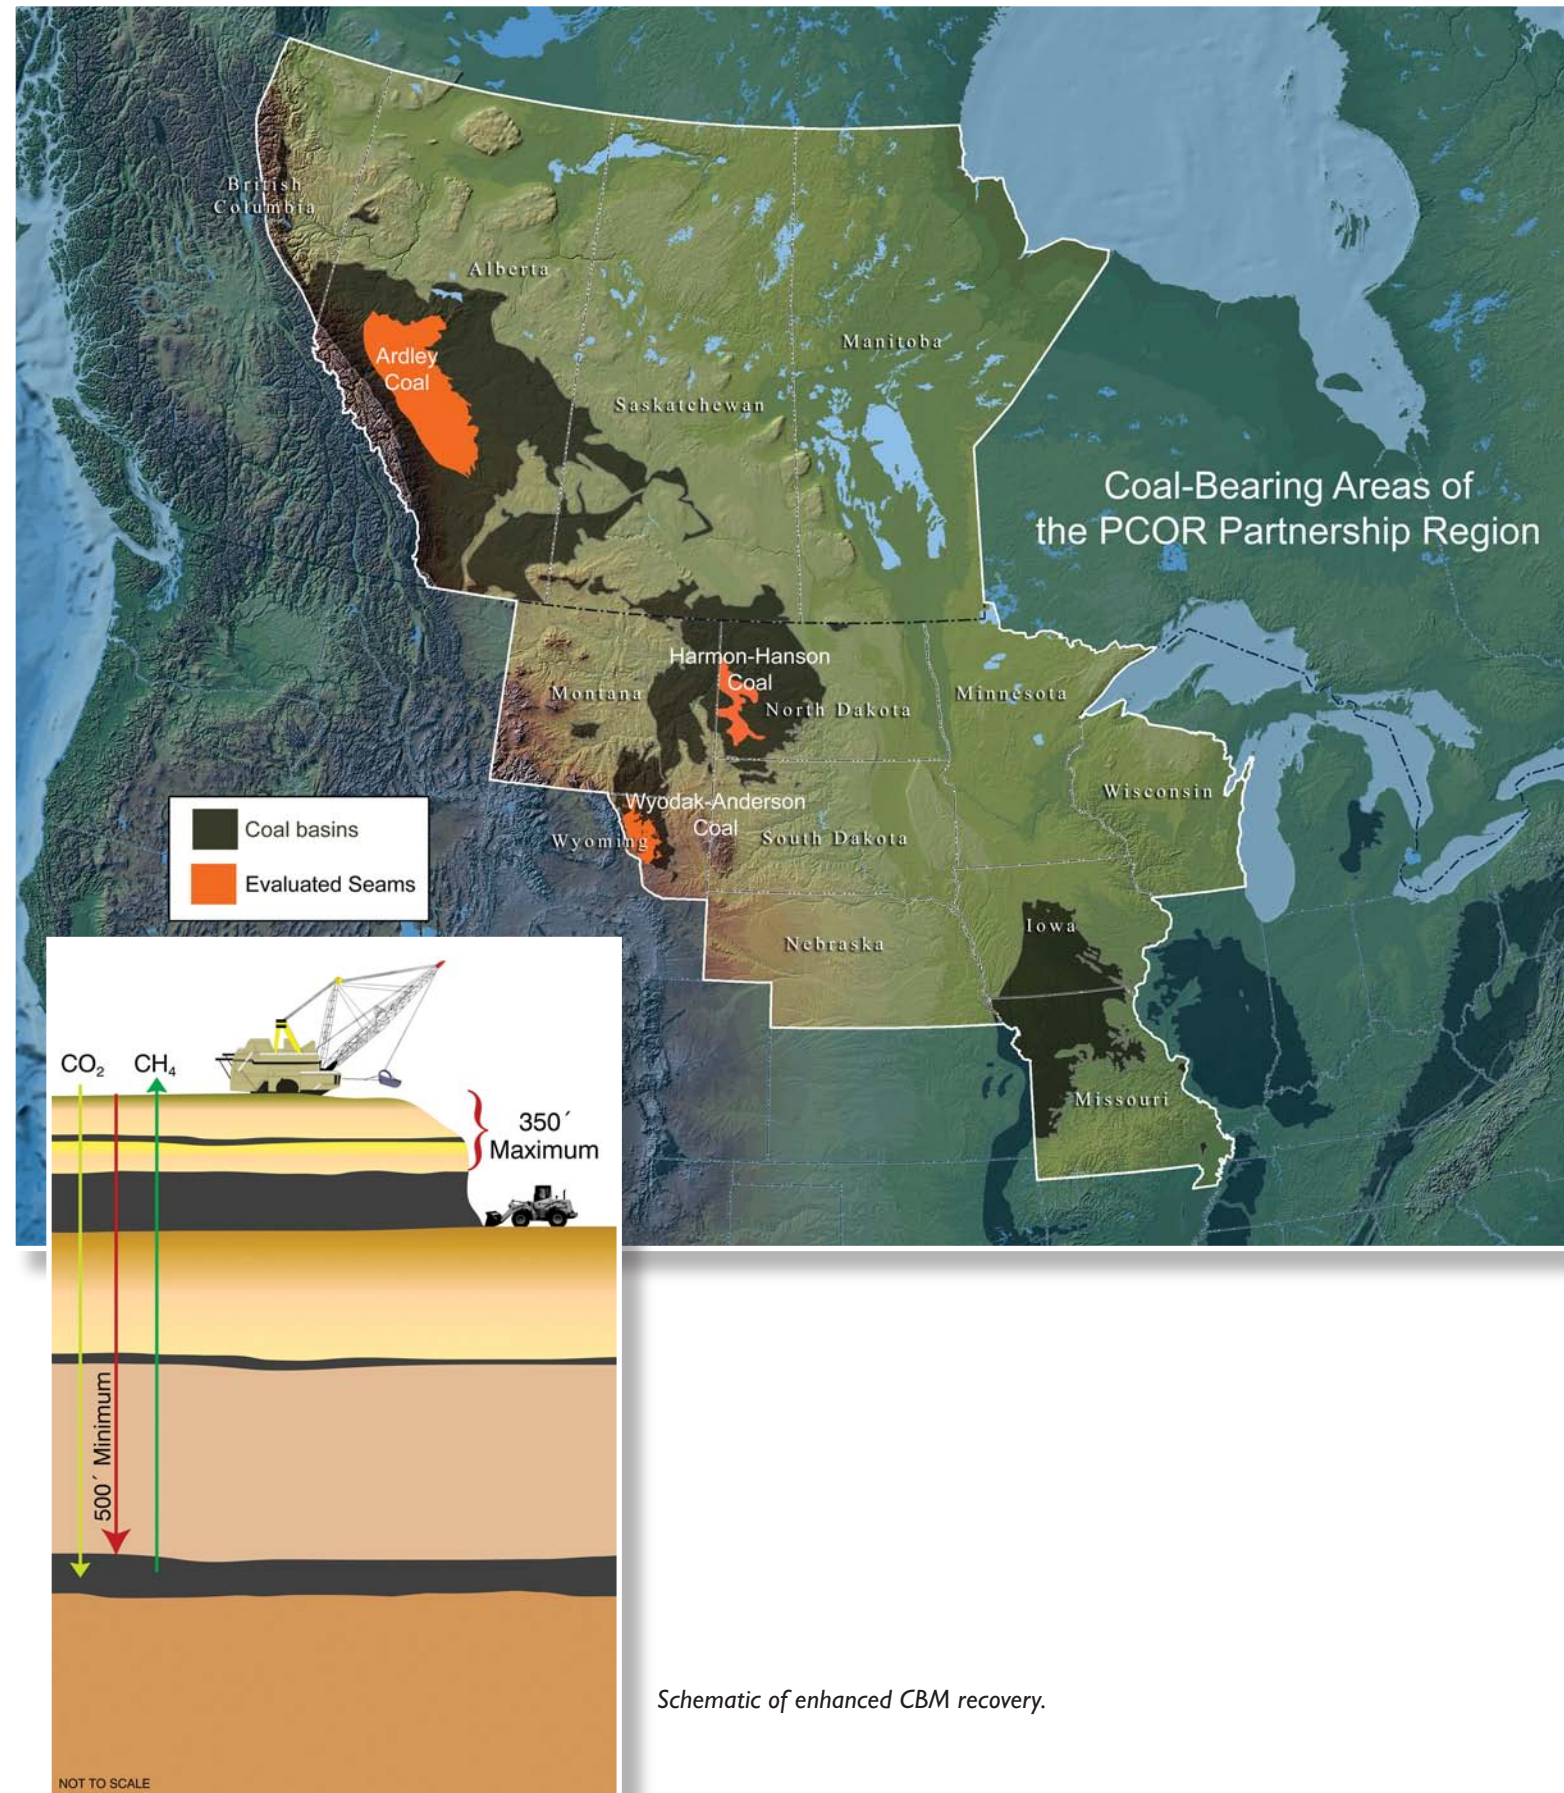 British
Columbia
Alberta
Ardley
Coal
Manitoba
Saskatchewan
Coal-Bearing Areas of
the PCOR Partnership Region
Harmon-Hanson
Coal
Montana
North Dakota
Minnesota
Wisconsin
Wyodak-Anderson
Coal
Wyoming
South Dakota
Coal basins
Evaluated Seams
Iowa
Nebraska
Missouri
CO₂
CH₄
350´
Maximum
500´ Minimum
Schematic of enhanced CBM recovery.
NOT TO SCALE